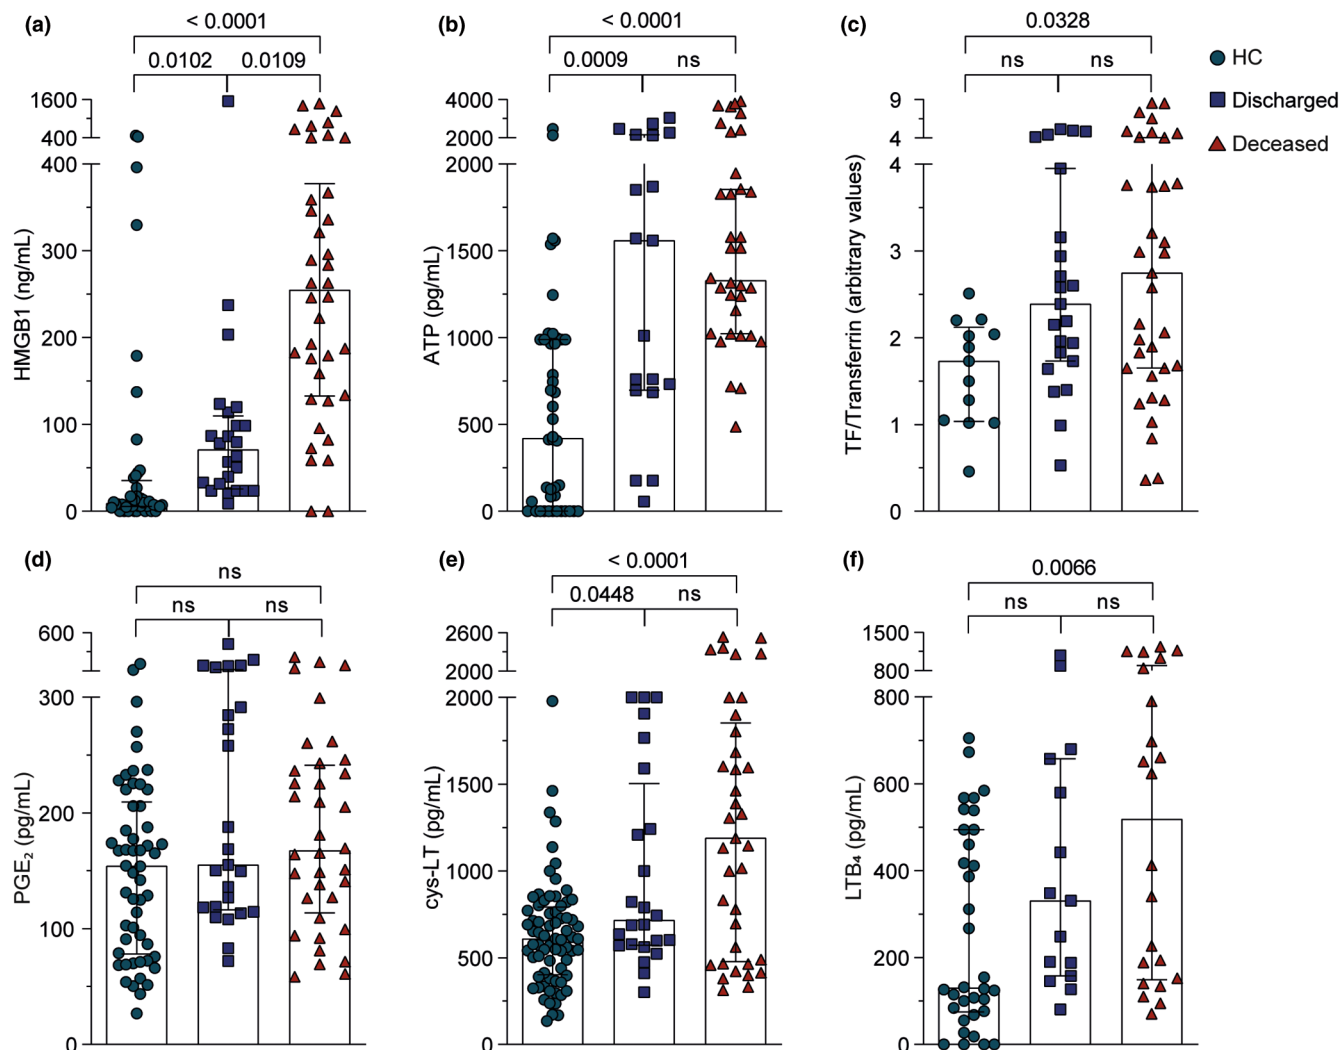 (a)
< 0.0001
0.0102
0.0109
1600
400
400
300
200
100
0
HMGB1 (ng/mL)
(b)
< 0.0001
0.0009
ns
4000
2000
2000
1500
1000
500
0
ATP (pg/mL)
(c)
0.0328
ns
ns
9
4
4
3
2
1
0
TF/Transferrin (arbitrary values)
HC
Discharged
Deceased
(d)
ns
ns
ns
600
300
200
100
0
PGE₂ (pg/mL)
(e)
< 0.0001
0.0448
ns
2600
2000
2000
1500
1000
500
0
cys-LT (pg/mL)
(f)
0.0066
ns
ns
1500
800
800
600
400
200
0
LTB₄ (pg/mL)